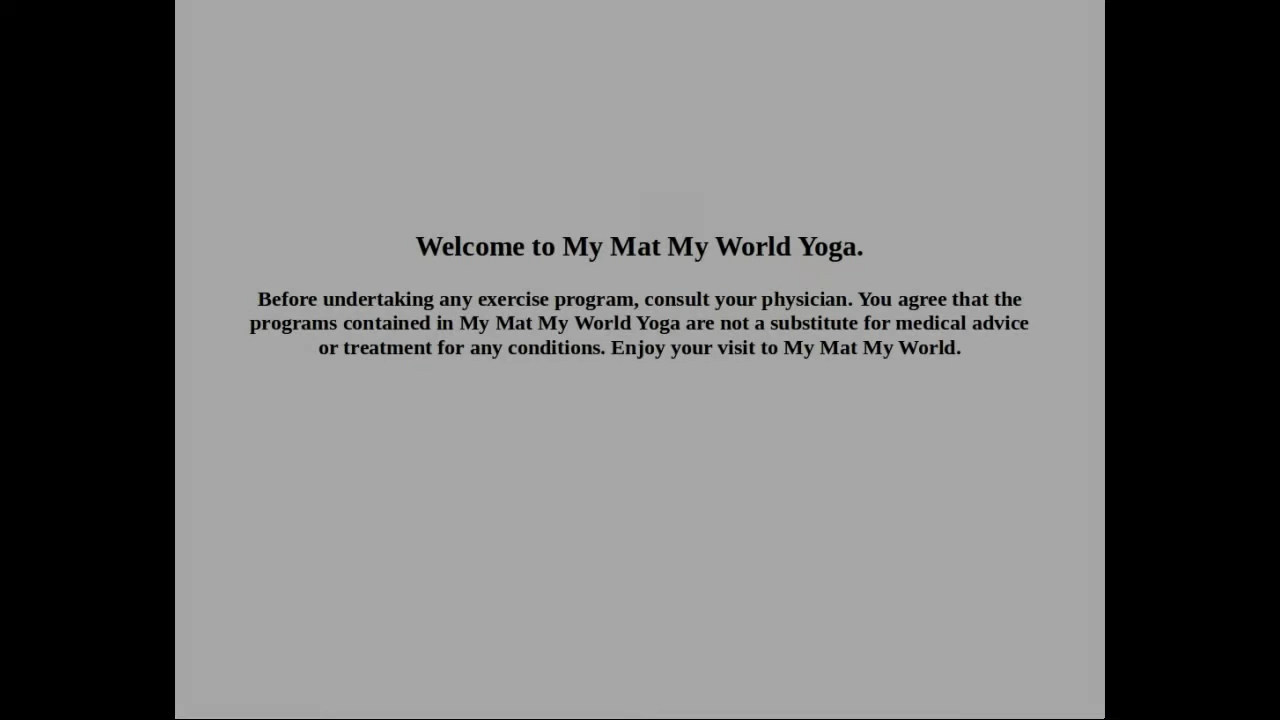 Welcome to My Mat My World Yoga.
Before undertaking any exercise program, consult your physician. You agree that the
programs contained in My Mat My World Yoga are not a substitute for medical advice
or treatment for any conditions. Enjoy your visit to My Mat My World.